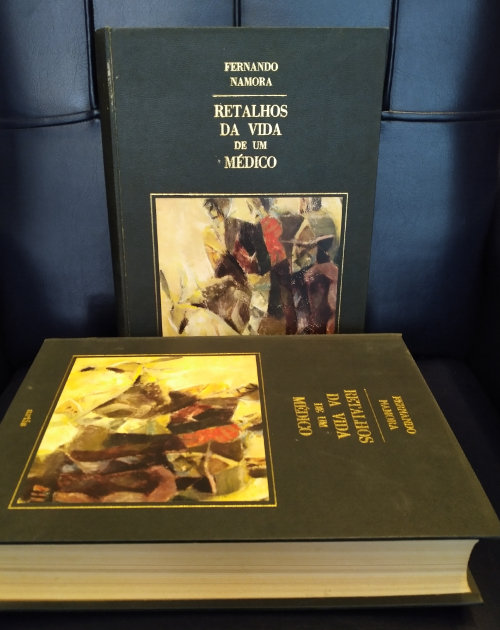 FERNANDO
NAMORA
RETALHOS
DA VIDA
DE UM
MÉDICO
FERNANDO
NAMORA
RETALHOS
DA VIDA
DE UM
MÉDICO